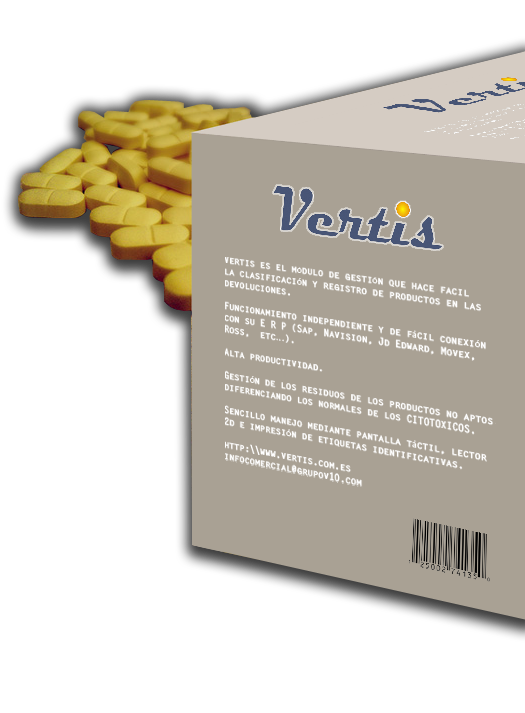 Vertis
Vertis
VERTIS ES EL MODULO DE GESTIÓN QUE HACE FACIL
LA CLASIFICACIÓN Y REGISTRO DE PRODUCTOS EN LAS
DEVOLUCIONES.
FUNCIONAMIENTO INDEPENDIENTE Y DE FÁCIL CONEXIÓN
CON SU E R P (SAP, NAVISION, JD EDWARD, MOVEX,
ROSS, ETC...).
ALTA PRODUCTIVIDAD.
GESTIÓN DE LOS RESIDUOS DE LOS PRODUCTOS NO APTOS
DIFERENCIANDO LOS NORMALES DE LOS CITOTOXICOS.
SENCILLO MANEJO MEDIANTE PANTALLA TÁCTIL, LECTOR
2D E IMPRESIÓN DE ETIQUETAS IDENTIFICATIVAS.
HTTP:\\WWW.VERTIS.COM.ES
INFOCOMERCIAL@GRUPOV10.COM